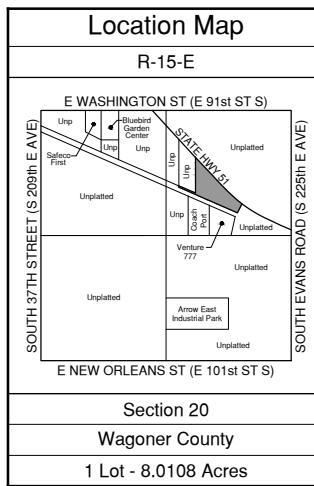 Location Map
R-15-E
E WASHINGTON ST (E 91st ST S)
Unp
Bluebird
Garden
Center
Unp
Unp
Safeco
First
STATE HWY 51
Unp
Unp
Unplatted
Unplatted
Unp
Coach
Port
Unplatted
Venture
777
Unplatted
Arrow East
Industrial Park
Unplatted
SOUTH 37TH STREET (S 209th E AVE)
SOUTH EVANS ROAD (S 225th E AVE)
E NEW ORLEANS ST (E 101st ST S)
Section 20
Wagoner County
1 Lot - 8.0108 Acres